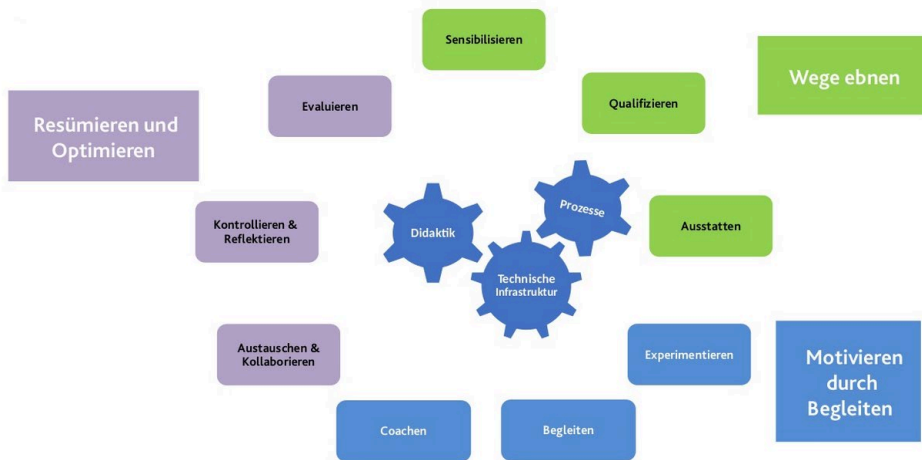 Sensibilisieren
Evaluieren
Qualifizieren
Wege ebnen
Resümieren und
Optimieren
Kontrollieren &
Reflektieren
Didaktik
Prozesse
Ausstatten
Technische
Infrastruktur
Austauschen &
Kollaborieren
Experimentieren
Motivieren
durch
Begleiten
Coachen
Begleiten